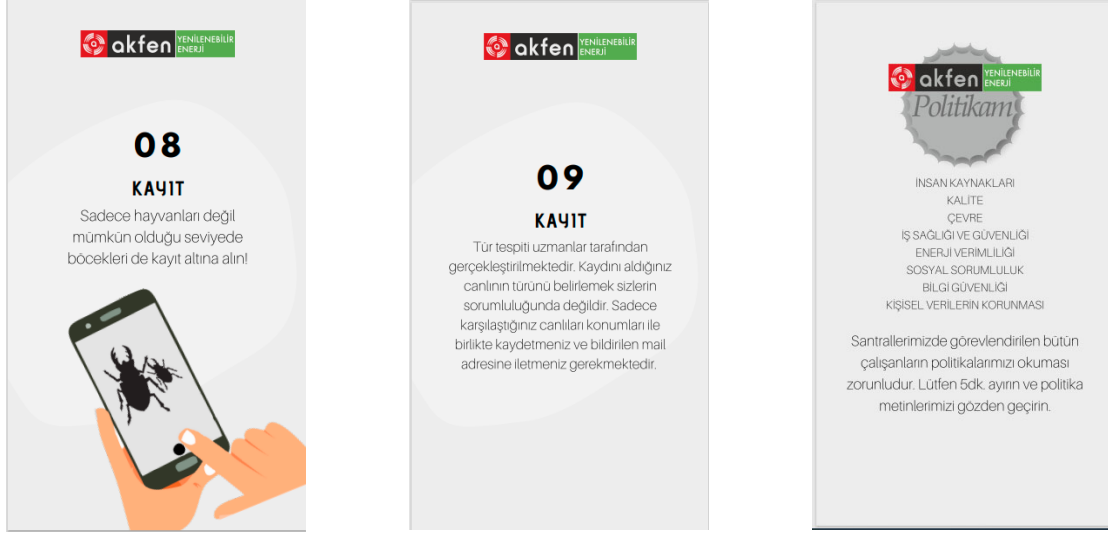 akfen YENİLENEBİLİR
ENERJİ
08
KAYIT
Sadece hayvanları değil
mümkün olduğu seviyede
böcekleri de kayıt altına alın!
akfen YENİLENEBİLİR
ENERJİ
09
KAYIT
Tür tespiti uzmanlar tarafından
gerçekleştirilmektedir. Kaydını aldığınız
canlının türünü belirlemek sizlerin
sorumluluğunda değildir. Sadece
karşılaştığınız canlıları konumları ile
birlikte kaydetmeniz ve bildirilen mail
adresine iletmeniz gerekmektedir.
akfen YENİLENEBİLİR
ENERJİ
Politikam
İNSAN KAYNAKLARI
KALİTE
ÇEVRE
İŞ SAĞLIĞI VE GÜVENLİĞİ
ENERJİ VERİMLİLİĞİ
SOSYAL SORUMLULUK
BİLGİ GÜVENLİĞİ
KİŞİSEL VERİLERİN KORUNMASI
Santrallerimizde görevlendirilen bütün
çalışanların politikalarımızı okuması
zorunludur. Lütfen 5dk. ayırın ve politika
metinlerimizi gözden geçirin.